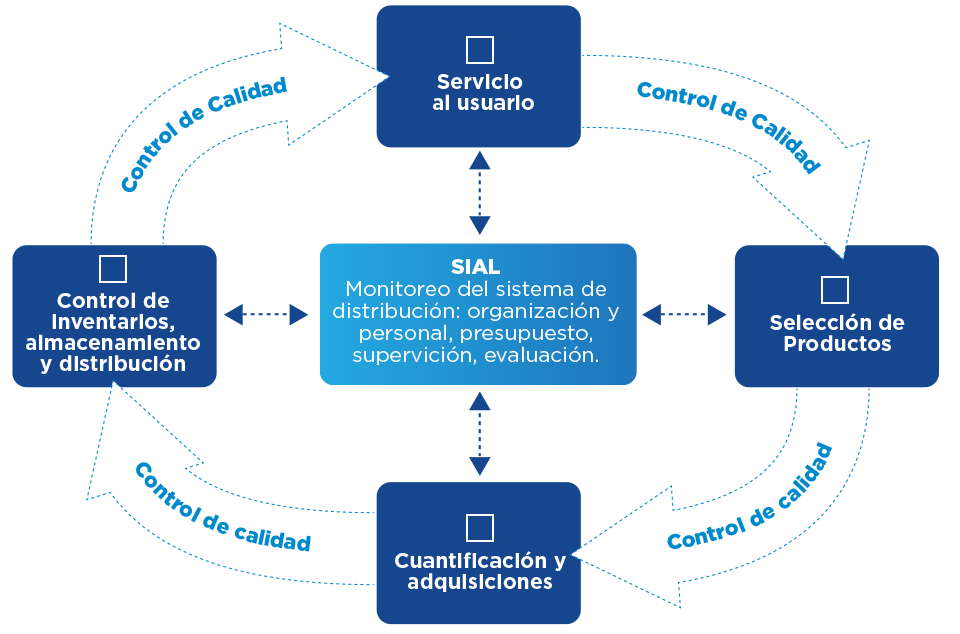 Servicio
al usuario
Control de Calidad
Control de Calidad
Control de
Inventarios,
almacenamiento
y distribución
SIAL
Monitoreo del sistema de
distribución: organización y
personal, presupuesto,
supervición, evaluación.
Selección de
Productos
Control de calidad
Control de calidad
Cuantificación y
adquisiciones